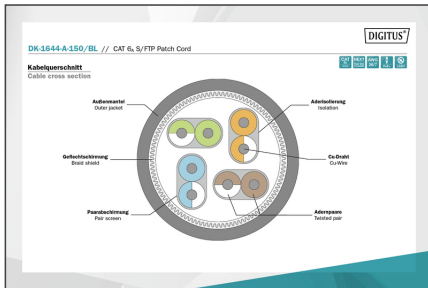 DIGITUS
DK-1644-A-150/BL // CAT 6A S/FTP Patch Cord
Kabelquerschnitt
Cable cross section
Außenmantel
Outer jacket
Aderisolierung
Isolation
Geflechtschirmung
Braid shield
Cu-Draht
Cu-Wire
Paarabschirmung
Pair screen
Adernpaare
Twisted pair